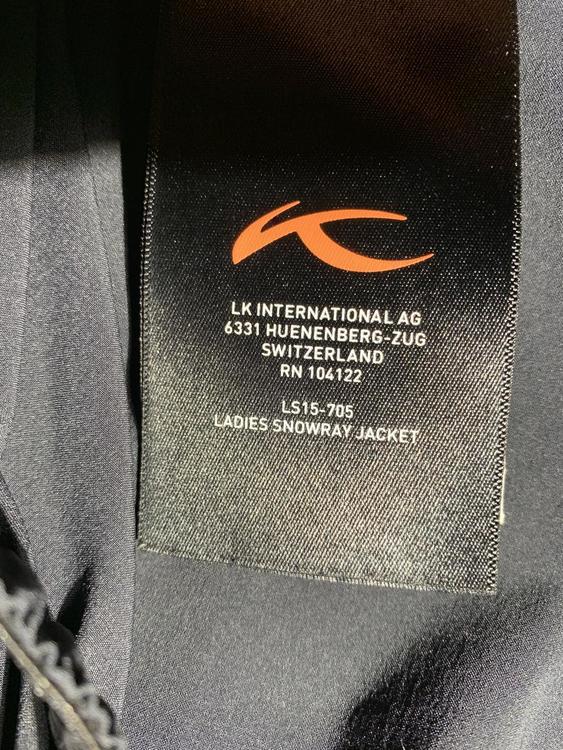 LK INTERNATIONAL AG
6331 HUENENBERG-ZUG
SWITZERLAND
RN 104122
LS15-705
LADIES SNOWRAY JACKET